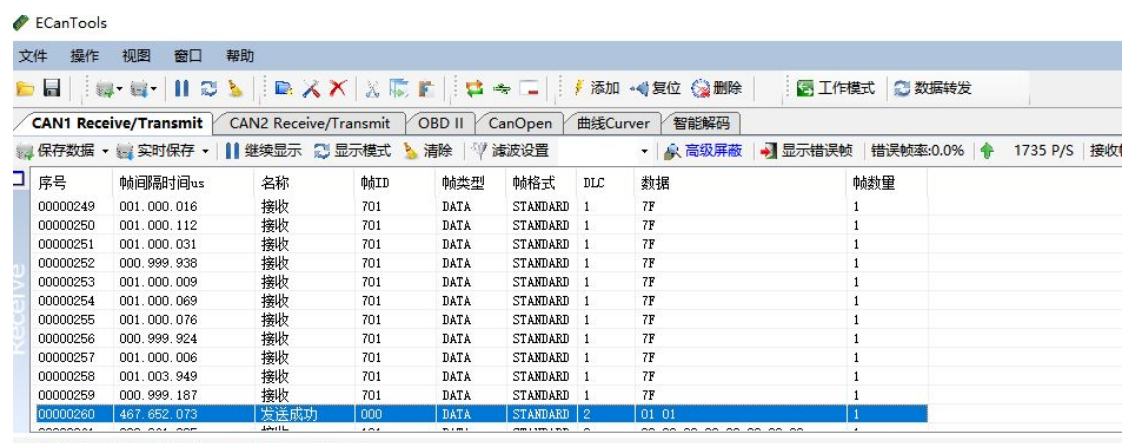 ECanTools
文件 操作 视图 窗口 帮助
添加 复位 删除 工作模式 数据转发
CAN1 Receive/Transmit CAN2 Receive/Transmit OBD II CanOpen 曲线Curver 智能解码
保存数据 实时保存 继续显示 显示模式 清除 滤波设置 高级屏蔽 显示错误帧 错误帧率:0.0% 1735 P/S 接收帧
序号 帧间隔时间us 名称 帧ID 帧类型 帧格式 DLC 数据 帧数量
00000249 001.000.016 接收 701 DATA STANDARD 1 7F 1
00000250 001.000.112 接收 701 DATA STANDARD 1 7F 1
00000251 001.000.031 接收 701 DATA STANDARD 1 7F 1
00000252 000.999.938 接收 701 DATA STANDARD 1 7F 1
00000253 001.000.009 接收 701 DATA STANDARD 1 7F 1
00000254 001.000.069 接收 701 DATA STANDARD 1 7F 1
00000255 001.000.076 接收 701 DATA STANDARD 1 7F 1
00000256 000.999.924 接收 701 DATA STANDARD 1 7F 1
00000257 001.000.006 接收 701 DATA STANDARD 1 7F 1
00000258 001.003.949 接收 701 DATA STANDARD 1 7F 1
00000259 000.999.187 接收 701 DATA STANDARD 1 7F 1
00000260 467.652.073 发送成功 000 DATA STANDARD 2 01 01 1
Receive